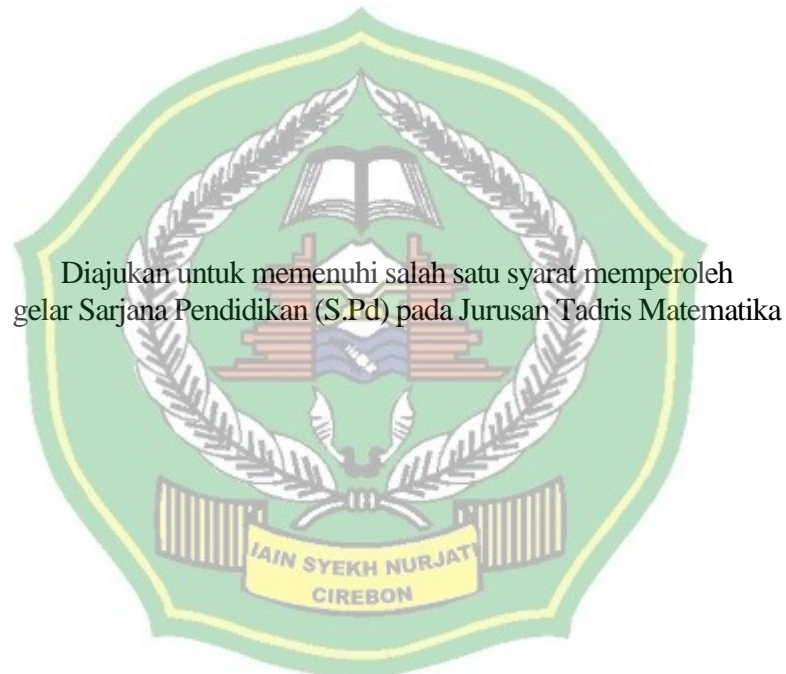 Diajukan untuk memenuhi salah satu syarat memperoleh
gelar Sarjana Pendidikan (S.Pd) pada Jurusan Tadris Matematika
IAIN SYEKH NURJATI
CIREBON